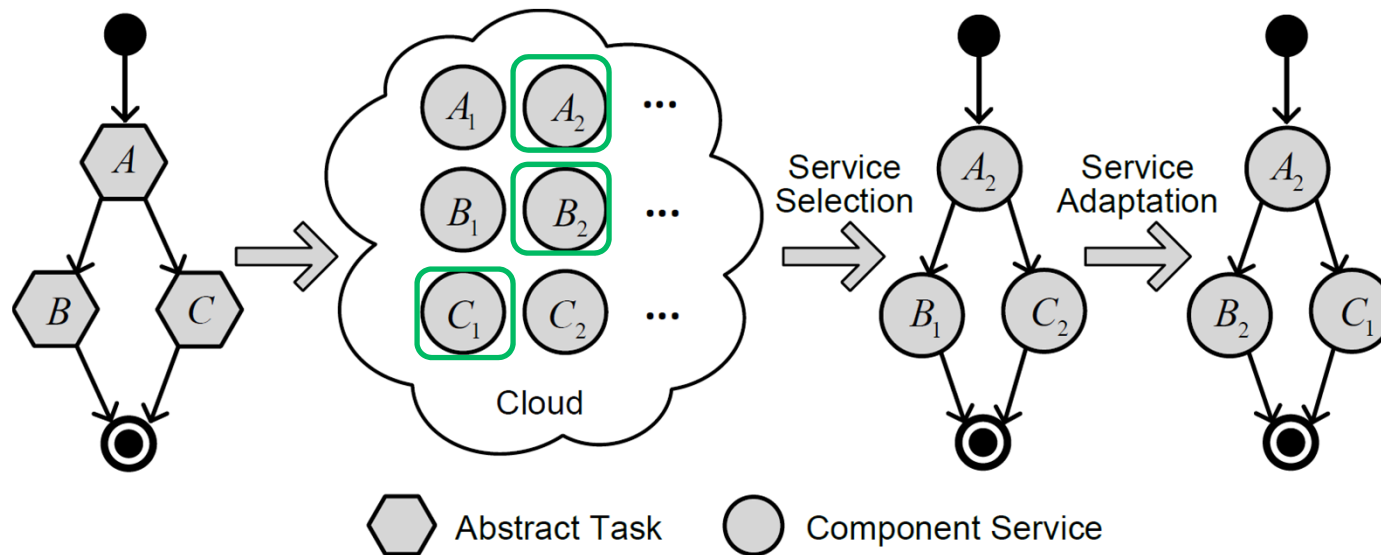 A
B C
A₁ A₂ ...
B₁ B₂ ...
C₁ C₂ ...
Cloud
Service
Selection
A₂
B₁ C₂
Service
Adaptation
A₂
B₂ C₁
Abstract Task
Component Service